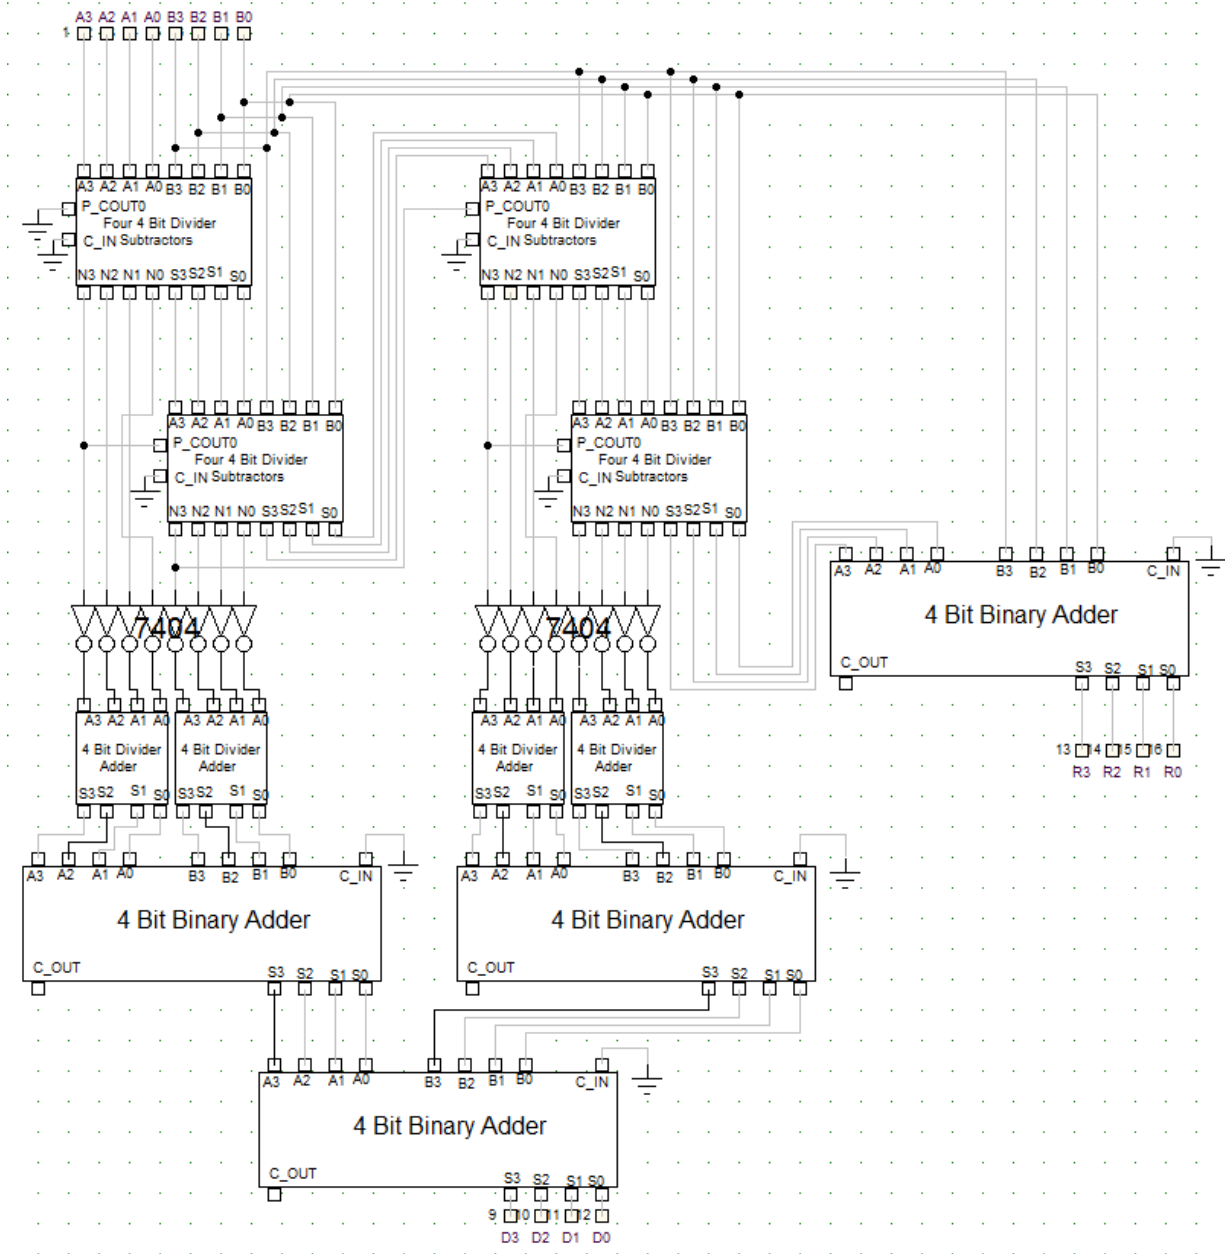 A3 A2 A1 A0 B3 B2 B1 B0
1
A3 A2 A1 A0 B3 B2 B1 B0
P_COUT0
Four 4 Bit Divider
C_IN Subtractors
N3 N2 N1 N0 S3 S2 S1 S0
A3 A2 A1 A0 B3 B2 B1 B0
P_COUT0
Four 4 Bit Divider
C_IN Subtractors
N3 N2 N1 N0 S3 S2 S1 S0
A3 A2 A1 A0 B3 B2 B1 B0
P_COUT0
Four 4 Bit Divider
C_IN Subtractors
N3 N2 N1 N0 S3 S2 S1 S0
A3 A2 A1 A0 B3 B2 B1 B0
P_COUT0
Four 4 Bit Divider
C_IN Subtractors
N3 N2 N1 N0 S3 S2 S1 S0
A3 A2 A1 A0 B3 B2 B1 B0 C_IN
4 Bit Binary Adder
C_OUT
S3 S2 S1 S0
13 14 15 16
R3 R2 R1 R0
7404
7404
A3 A2 A1 A0
4 Bit Divider
Adder
S3 S2 S1 S0
A3 A2 A1 A0
4 Bit Divider
Adder
S3 S2 S1 S0
A3 A2 A1 A0
4 Bit Divider
Adder
S3 S2 S1 S0
A3 A2 A1 A0
4 Bit Divider
Adder
S3 S2 S1 S0
A3 A2 A1 A0 B3 B2 B1 B0 C_IN
4 Bit Binary Adder
C_OUT
S3 S2 S1 S0
A3 A2 A1 A0 B3 B2 B1 B0 C_IN
4 Bit Binary Adder
C_OUT
S3 S2 S1 S0
A3 A2 A1 A0 B3 B2 B1 B0 C_IN
4 Bit Binary Adder
C_OUT
S3 S2 S1 S0
9 10 11 12
D3 D2 D1 D0